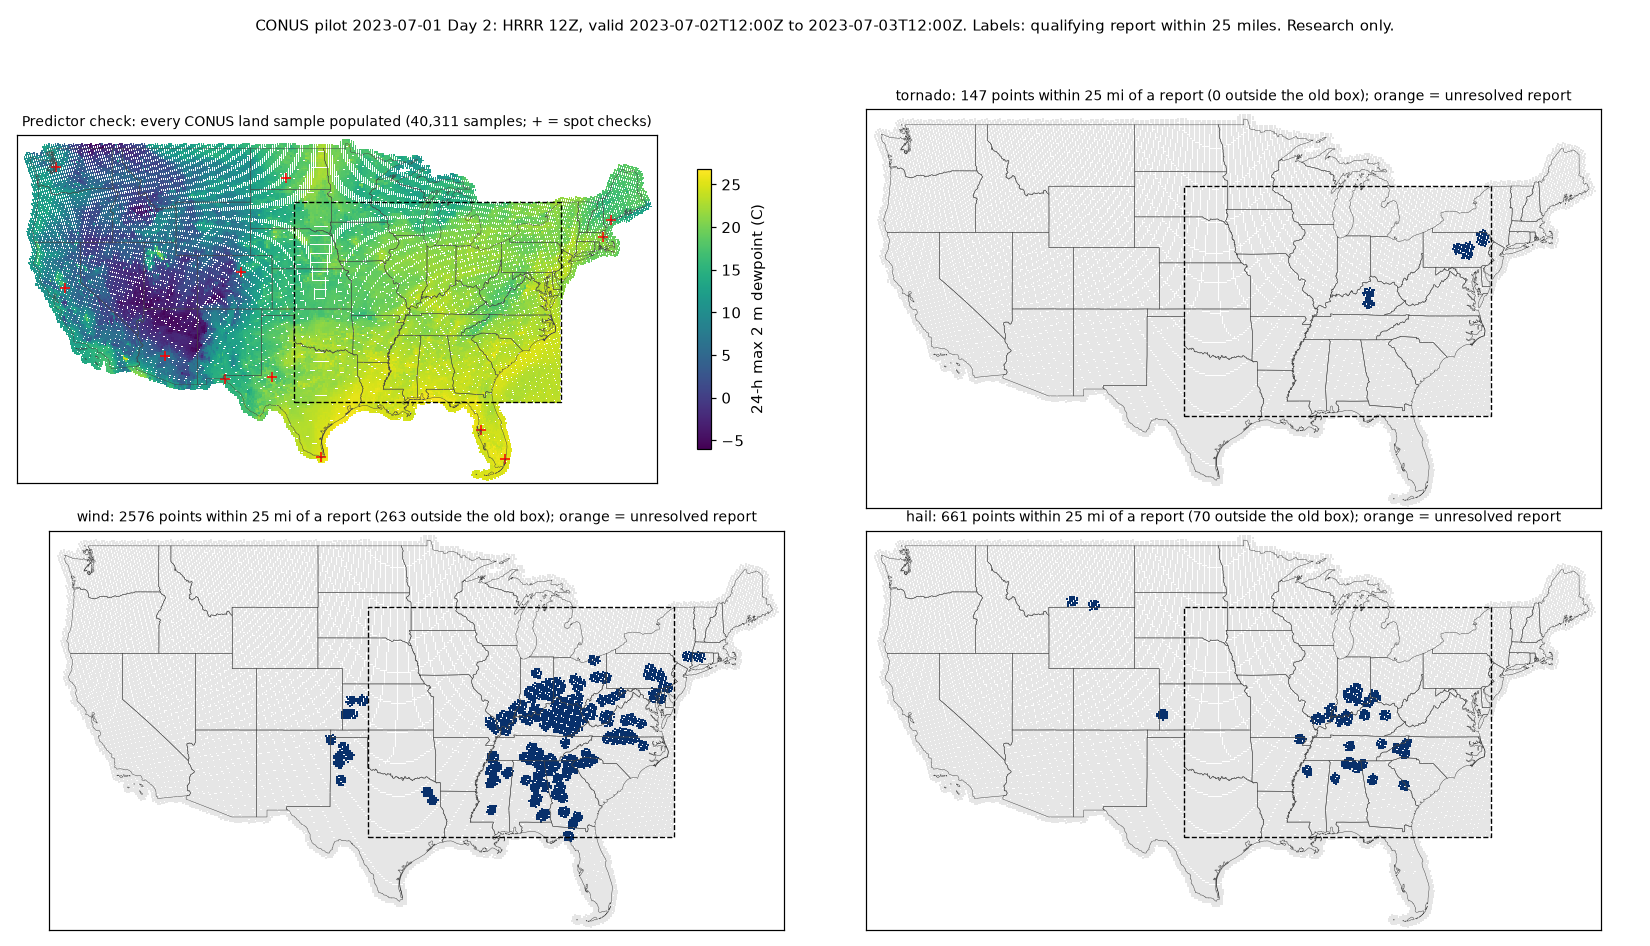 CONUS pilot 2023-07-01 Day 2: HRRR 12Z, valid 2023-07-02T12:00Z to 2023-07-03T12:00Z. Labels: qualifying report within 25 miles. Research only.
Predictor check: every CONUS land sample populated (40,311 samples; + = spot checks)
25
20
15
10
5
0
−5
24-h max 2 m dewpoint (C)
tornado: 147 points within 25 mi of a report (0 outside the old box); orange = unresolved report
wind: 2576 points within 25 mi of a report (263 outside the old box); orange = unresolved report
hail: 661 points within 25 mi of a report (70 outside the old box); orange = unresolved report